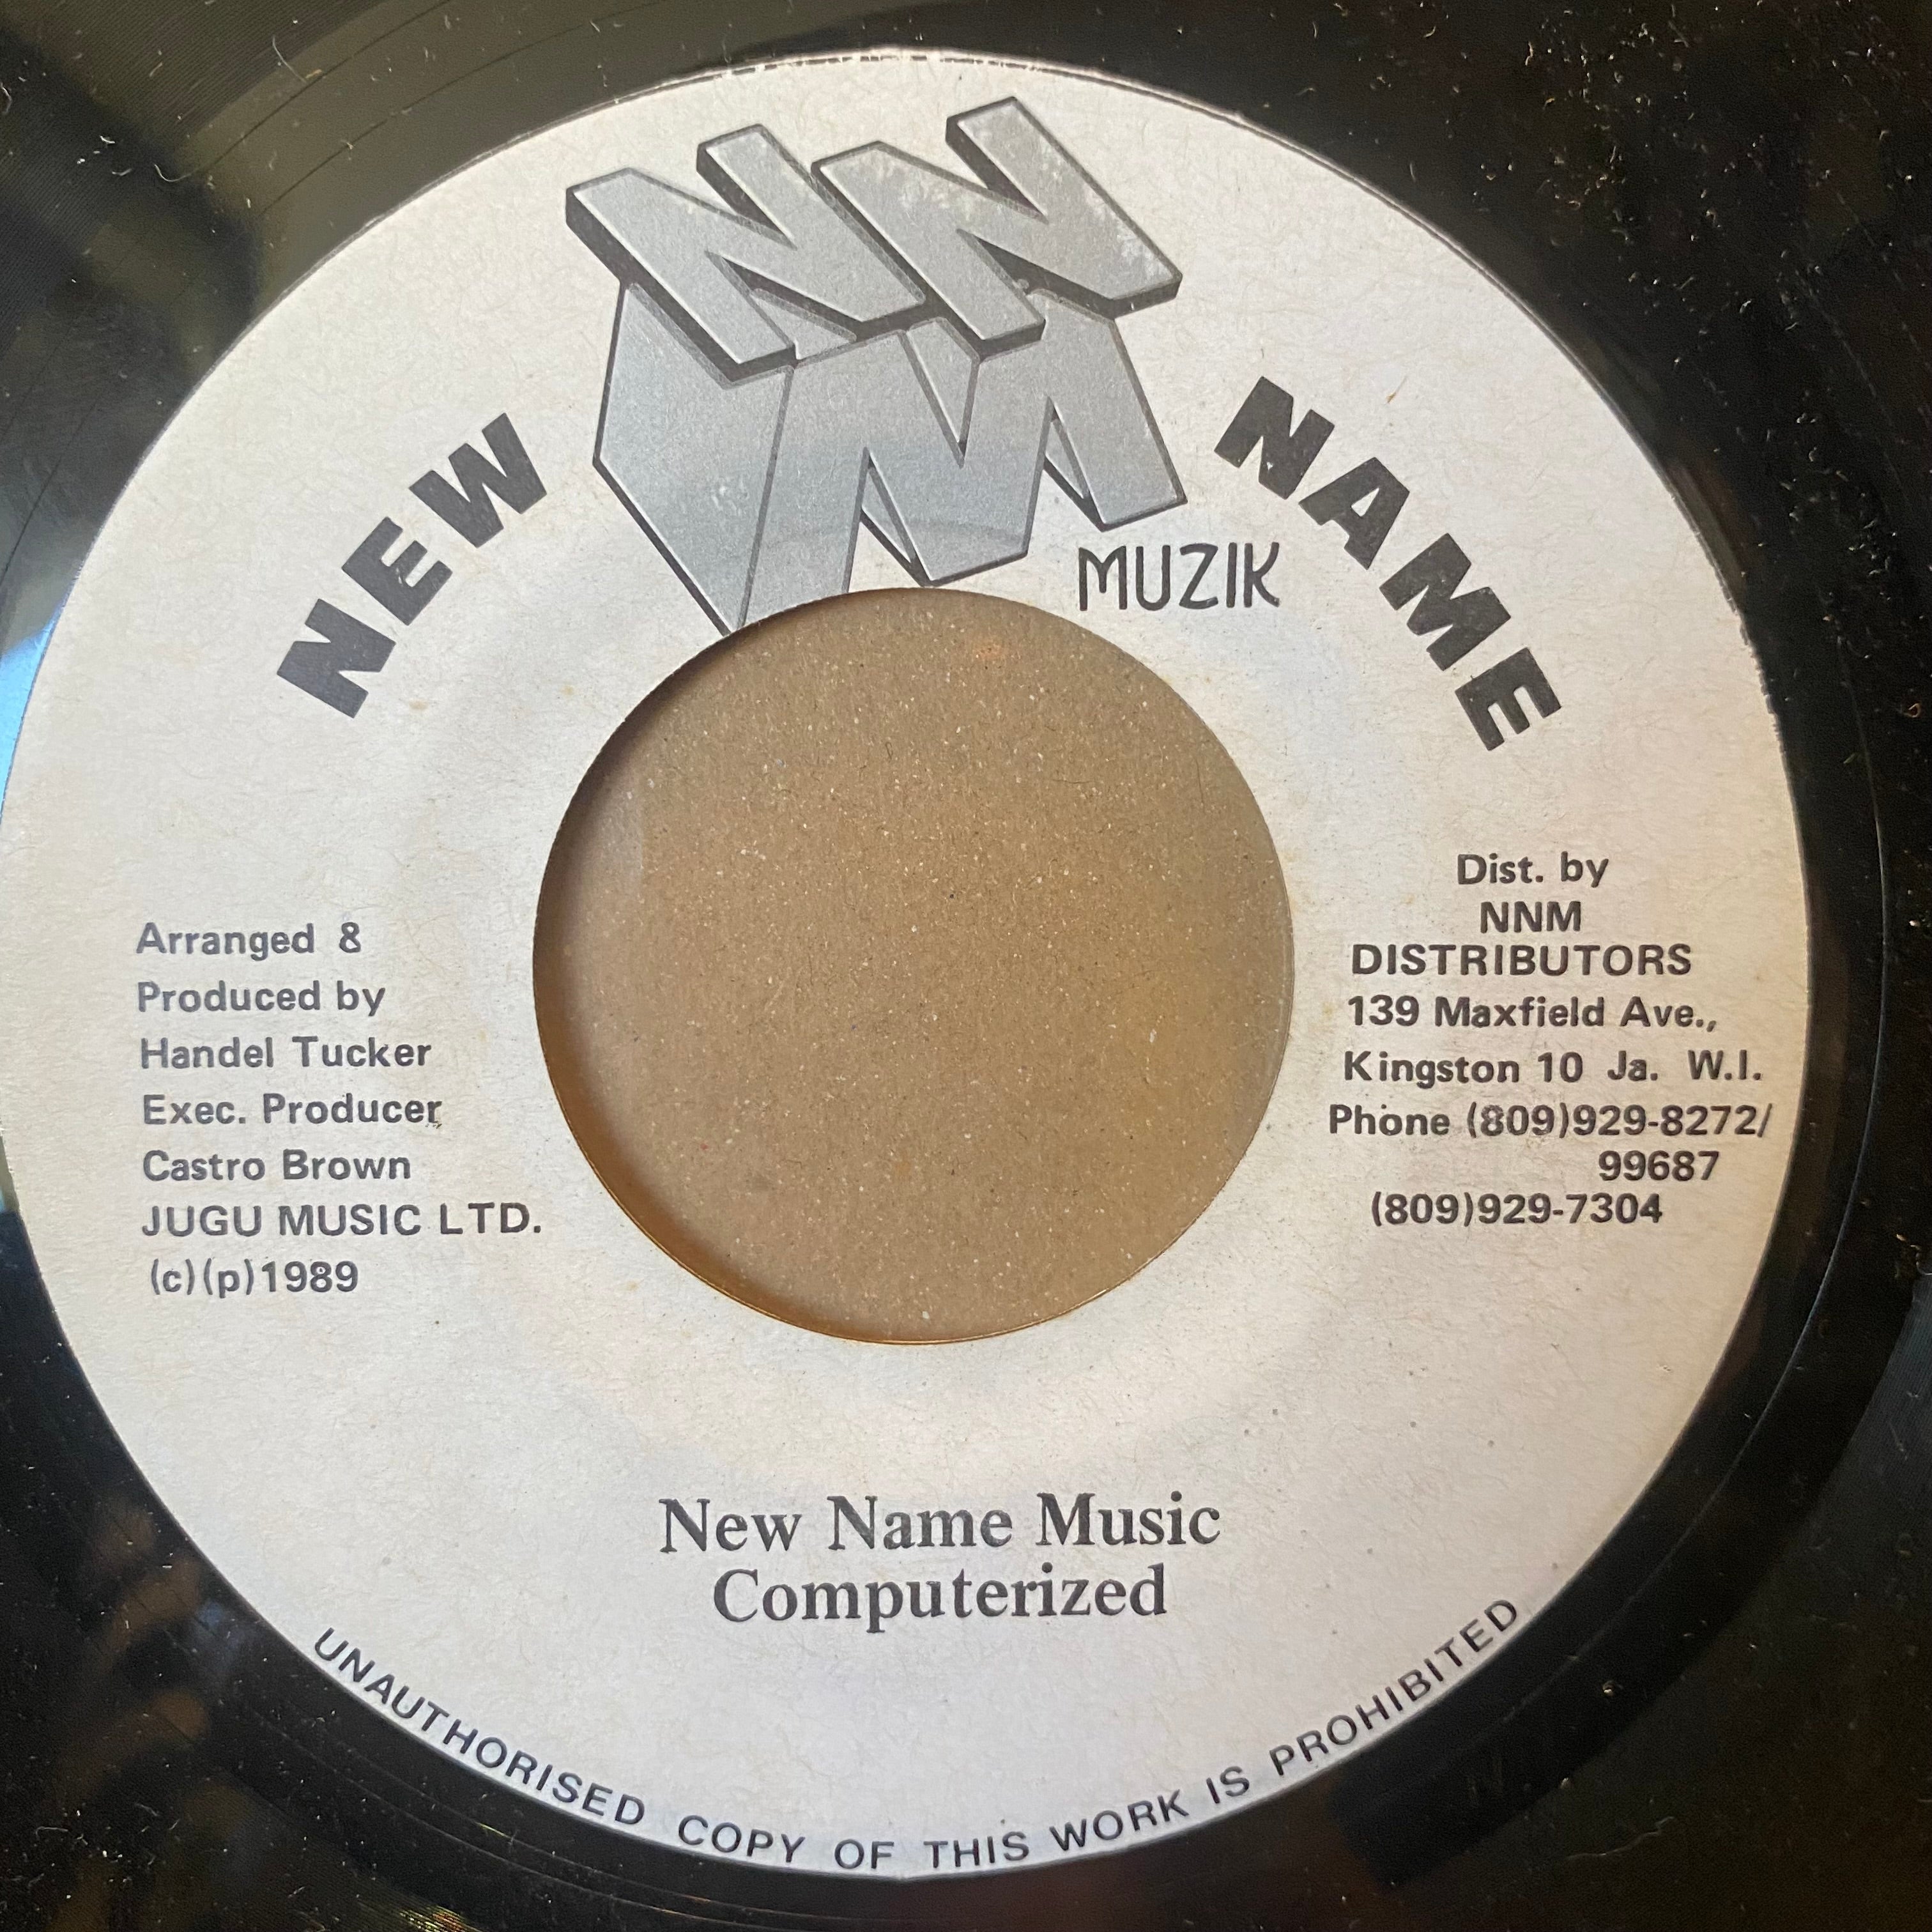 NNM
NEW NAME
MUZIK
Arranged &
Produced by
Handel Tucker
Exec. Producer
Castro Brown
JUGU MUSIC LTD.
(c)(p)1989
Dist. by
NNM
DISTRIBUTORS
139 Maxfield Ave.,
Kingston 10 Ja. W.I.
Phone (809)929-8272/
99687
(809)929-7304
New Name Music
Computerized
UNAUTHORISED COPY OF THIS WORK IS PROHIBITED